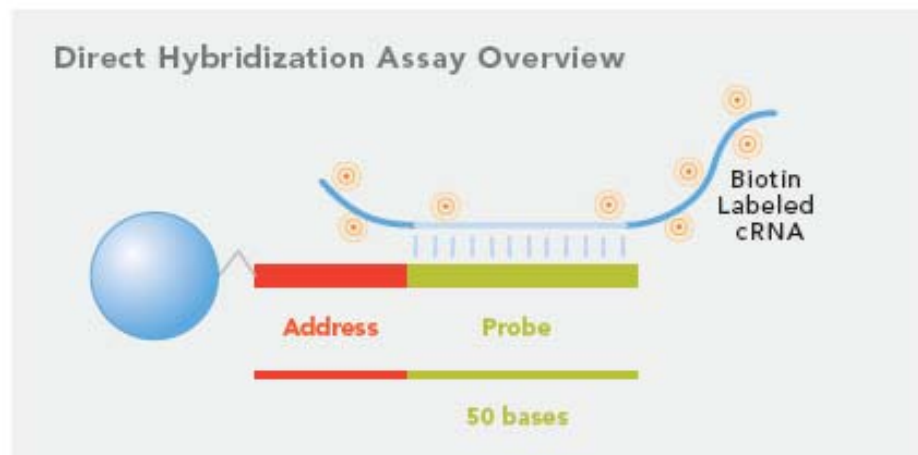 Direct Hybridization Assay Overview
Biotin
Labeled
cRNA
Address
Probe
50 bases